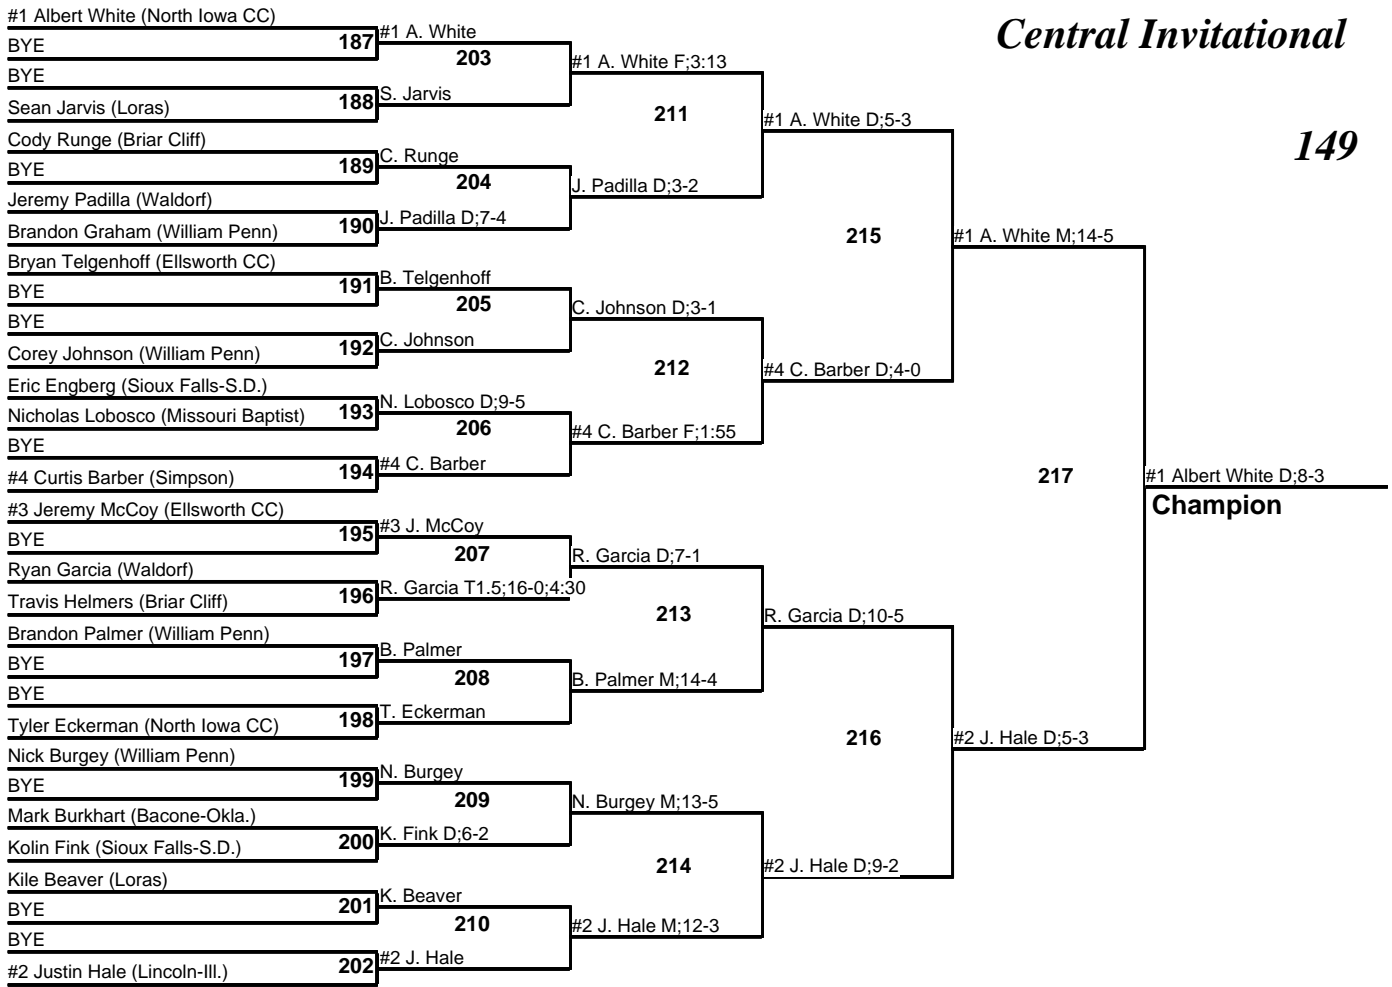 Central Invitational
149
#1 Albert White (North Iowa CC)
BYE
187
BYE
Sean Jarvis (Loras)
188
Cody Runge (Briar Cliff)
BYE
189
Jeremy Padilla (Waldorf)
Brandon Graham (William Penn)
190
Bryan Telgenhoff (Ellsworth CC)
BYE
191
BYE
Corey Johnson (William Penn)
192
Eric Engberg (Sioux Falls-S.D.)
Nicholas Lobosco (Missouri Baptist)
193
BYE
#4 Curtis Barber (Simpson)
194
#3 Jeremy McCoy (Ellsworth CC)
BYE
195
Ryan Garcia (Waldorf)
Travis Helmers (Briar Cliff)
196
Brandon Palmer (William Penn)
BYE
197
BYE
Tyler Eckerman (North Iowa CC)
198
Nick Burgey (William Penn)
BYE
199
Mark Burkhart (Bacone-Okla.)
Kolin Fink (Sioux Falls-S.D.)
200
Kile Beaver (Loras)
BYE
201
BYE
#2 Justin Hale (Lincoln-Ill.)
202
#1 A. White
203
S. Jarvis
C. Runge
204
J. Padilla D;7-4
B. Telgenhoff
205
C. Johnson
N. Lobosco D;9-5
206
#4 C. Barber
#3 J. McCoy
207
R. Garcia T1.5;16-0;4:30
B. Palmer
208
T. Eckerman
N. Burgey
209
K. Fink D;6-2
K. Beaver
210
#2 J. Hale
#1 A. White F;3:13
211
J. Padilla D;3-2
C. Johnson D;3-1
212
#4 C. Barber F;1:55
R. Garcia D;7-1
213
B. Palmer M;14-4
N. Burgey M;13-5
214
#2 J. Hale M;12-3
#1 A. White D;5-3
215
#4 C. Barber D;4-0
R. Garcia D;10-5
216
#2 J. Hale D;9-2
#1 A. White M;14-5
217
#2 J. Hale D;5-3
#1 Albert White D;8-3
Champion